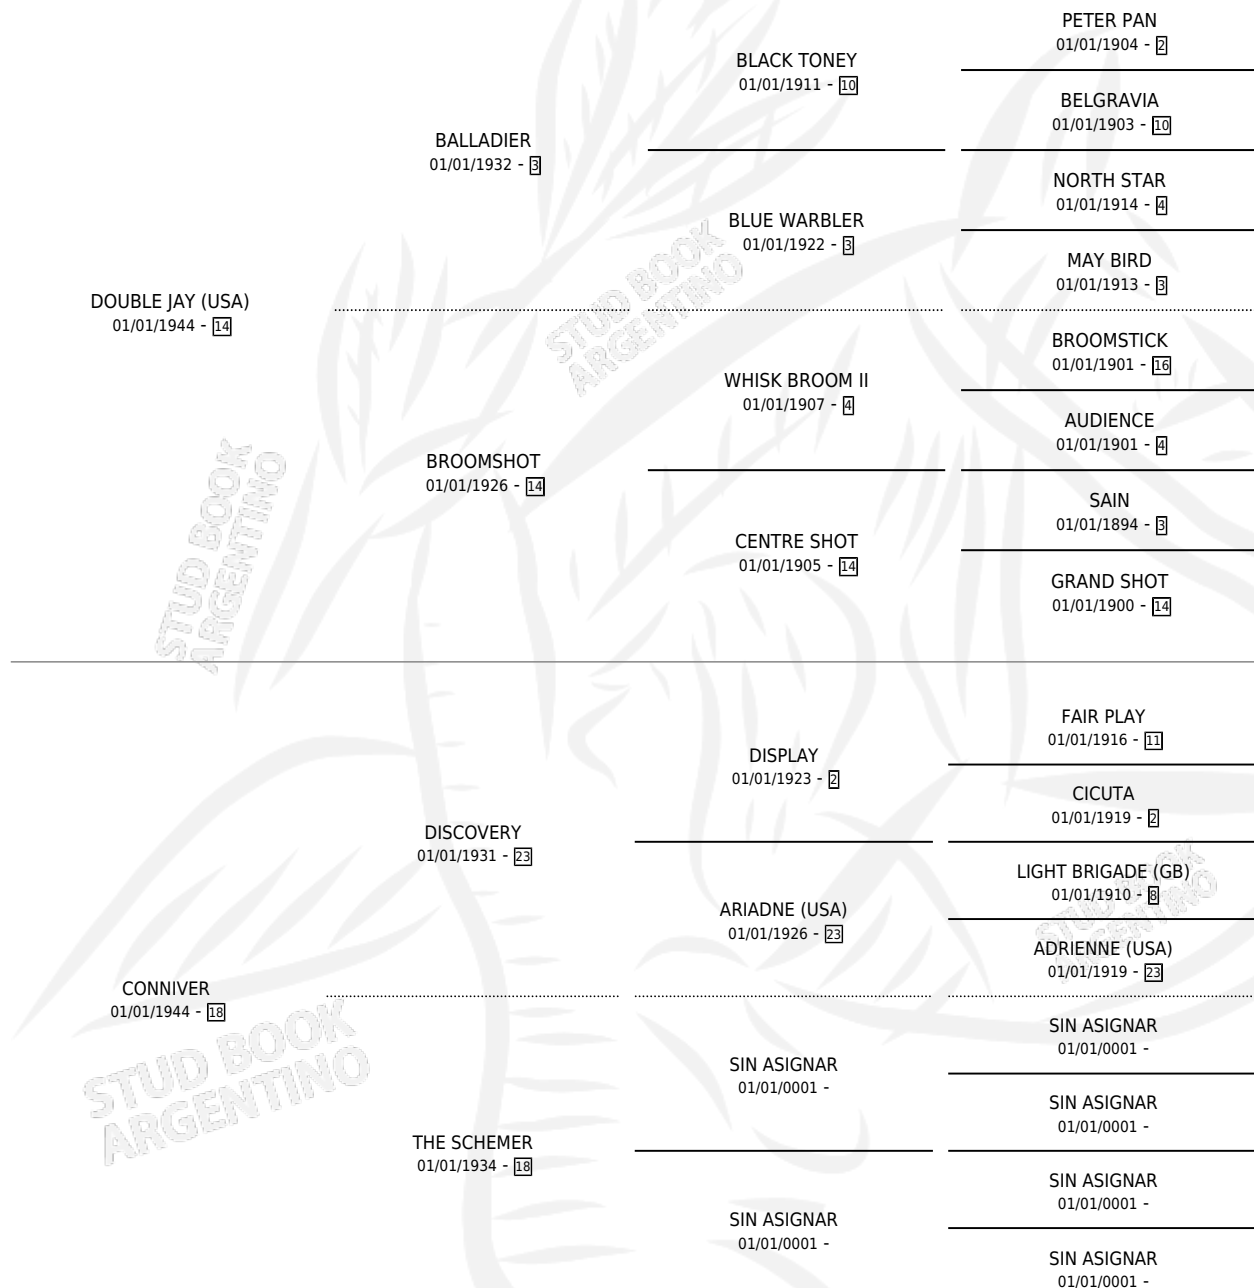 PETER PAN
01/01/1904 - 2
BLACK TONEY
01/01/1911 - 10
BELGRAVIA
01/01/1903 - 10
BALLADIER
01/01/1932 - 3
NORTH STAR
01/01/1914 - 4
BLUE WARBLER
01/01/1922 - 3
MAY BIRD
01/01/1913 - 3
DOUBLE JAY (USA)
01/01/1944 - 14
BROOMSTICK
01/01/1901 - 16
WHISK BROOM II
01/01/1907 - 4
AUDIENCE
01/01/1901 - 4
BROOMSHOT
01/01/1926 - 14
SAIN
01/01/1894 - 3
CENTRE SHOT
01/01/1905 - 14
GRAND SHOT
01/01/1900 - 14
STUD BOOK
ARGENTINO
STUD BOOK
ARGENTINO
FAIR PLAY
01/01/1916 - 11
DISPLAY
01/01/1923 - 2
CICUTA
01/01/1919 - 2
DISCOVERY
01/01/1931 - 23
LIGHT BRIGADE (GB)
01/01/1910 - 8
ARIADNE (USA)
01/01/1926 - 23
ADRIENNE (USA)
01/01/1919 - 23
CONNIVER
01/01/1944 - 18
SIN ASIGNAR
01/01/0001 -
SIN ASIGNAR
01/01/0001 -
SIN ASIGNAR
01/01/0001 -
THE SCHEMER
01/01/1934 - 18
SIN ASIGNAR
01/01/0001 -
SIN ASIGNAR
01/01/0001 -
SIN ASIGNAR
01/01/0001 -
STUD BOOK
ARGENTINO
STUD BOOK
ARGENTINO